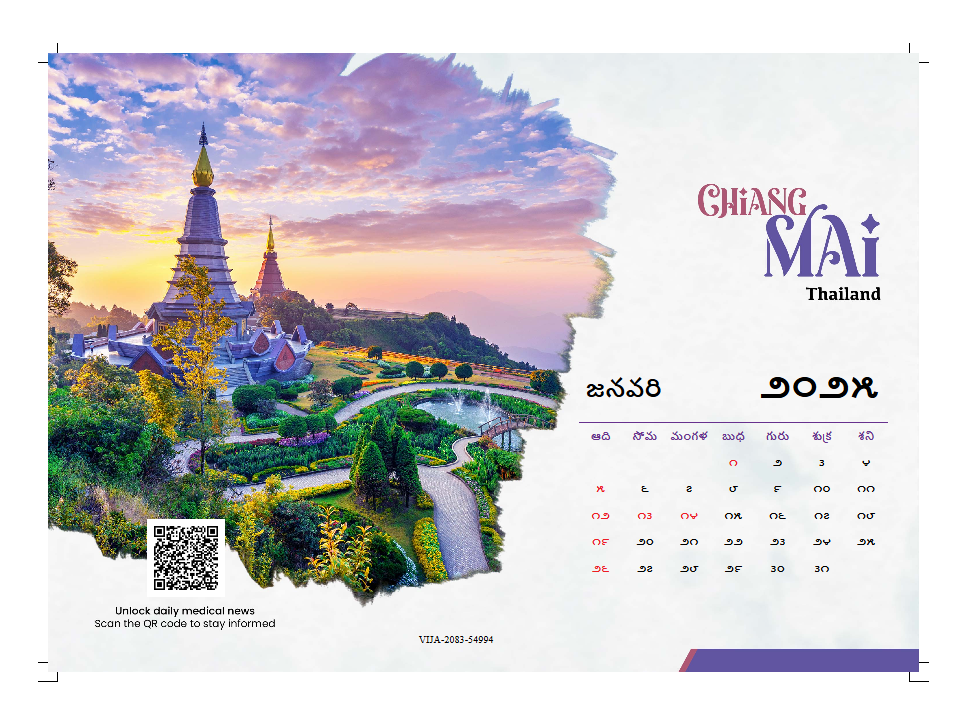 CHiANG
MAi
Thailand
జనవరి ౨౦౨౫
ఆది సోమ మంగళ బుధ గురు శుక్ర శని
౧ ౨ ౩ ౪
౫ ౬ ౭ ౮ ౯ ౧౦ ౧౧
౧౨ ౧౩ ౧౪ ౧౫ ౧౬ ౧౭ ౧౮
౧౯ ౨౦ ౨౧ ౨౨ ౨౩ ౨౪ ౨౫
౨౬ ౨౭ ౨౮ ౨౯ ౩౦ ౩౧
Unlock daily medical news
Scan the QR code to stay informed
VIJA-2083-54994